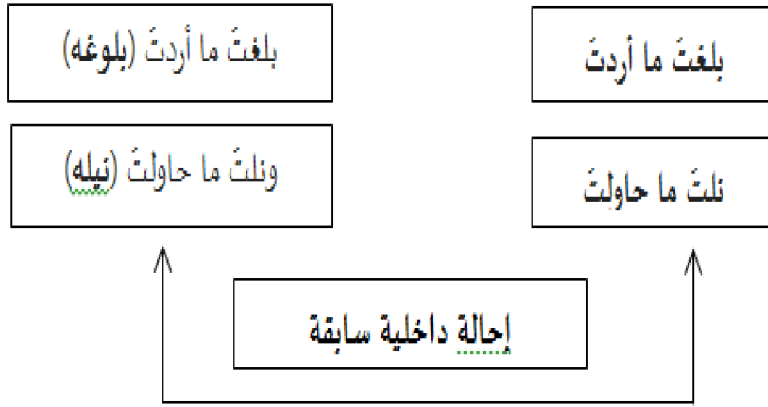 بلغتَ ما أردتَ
بلغتَ ما أردتَ (بلوغه)
نلتَ ما حاولتَ
ونلتَ ما حاولتَ (نيله)
إحالة داخلية سابقة